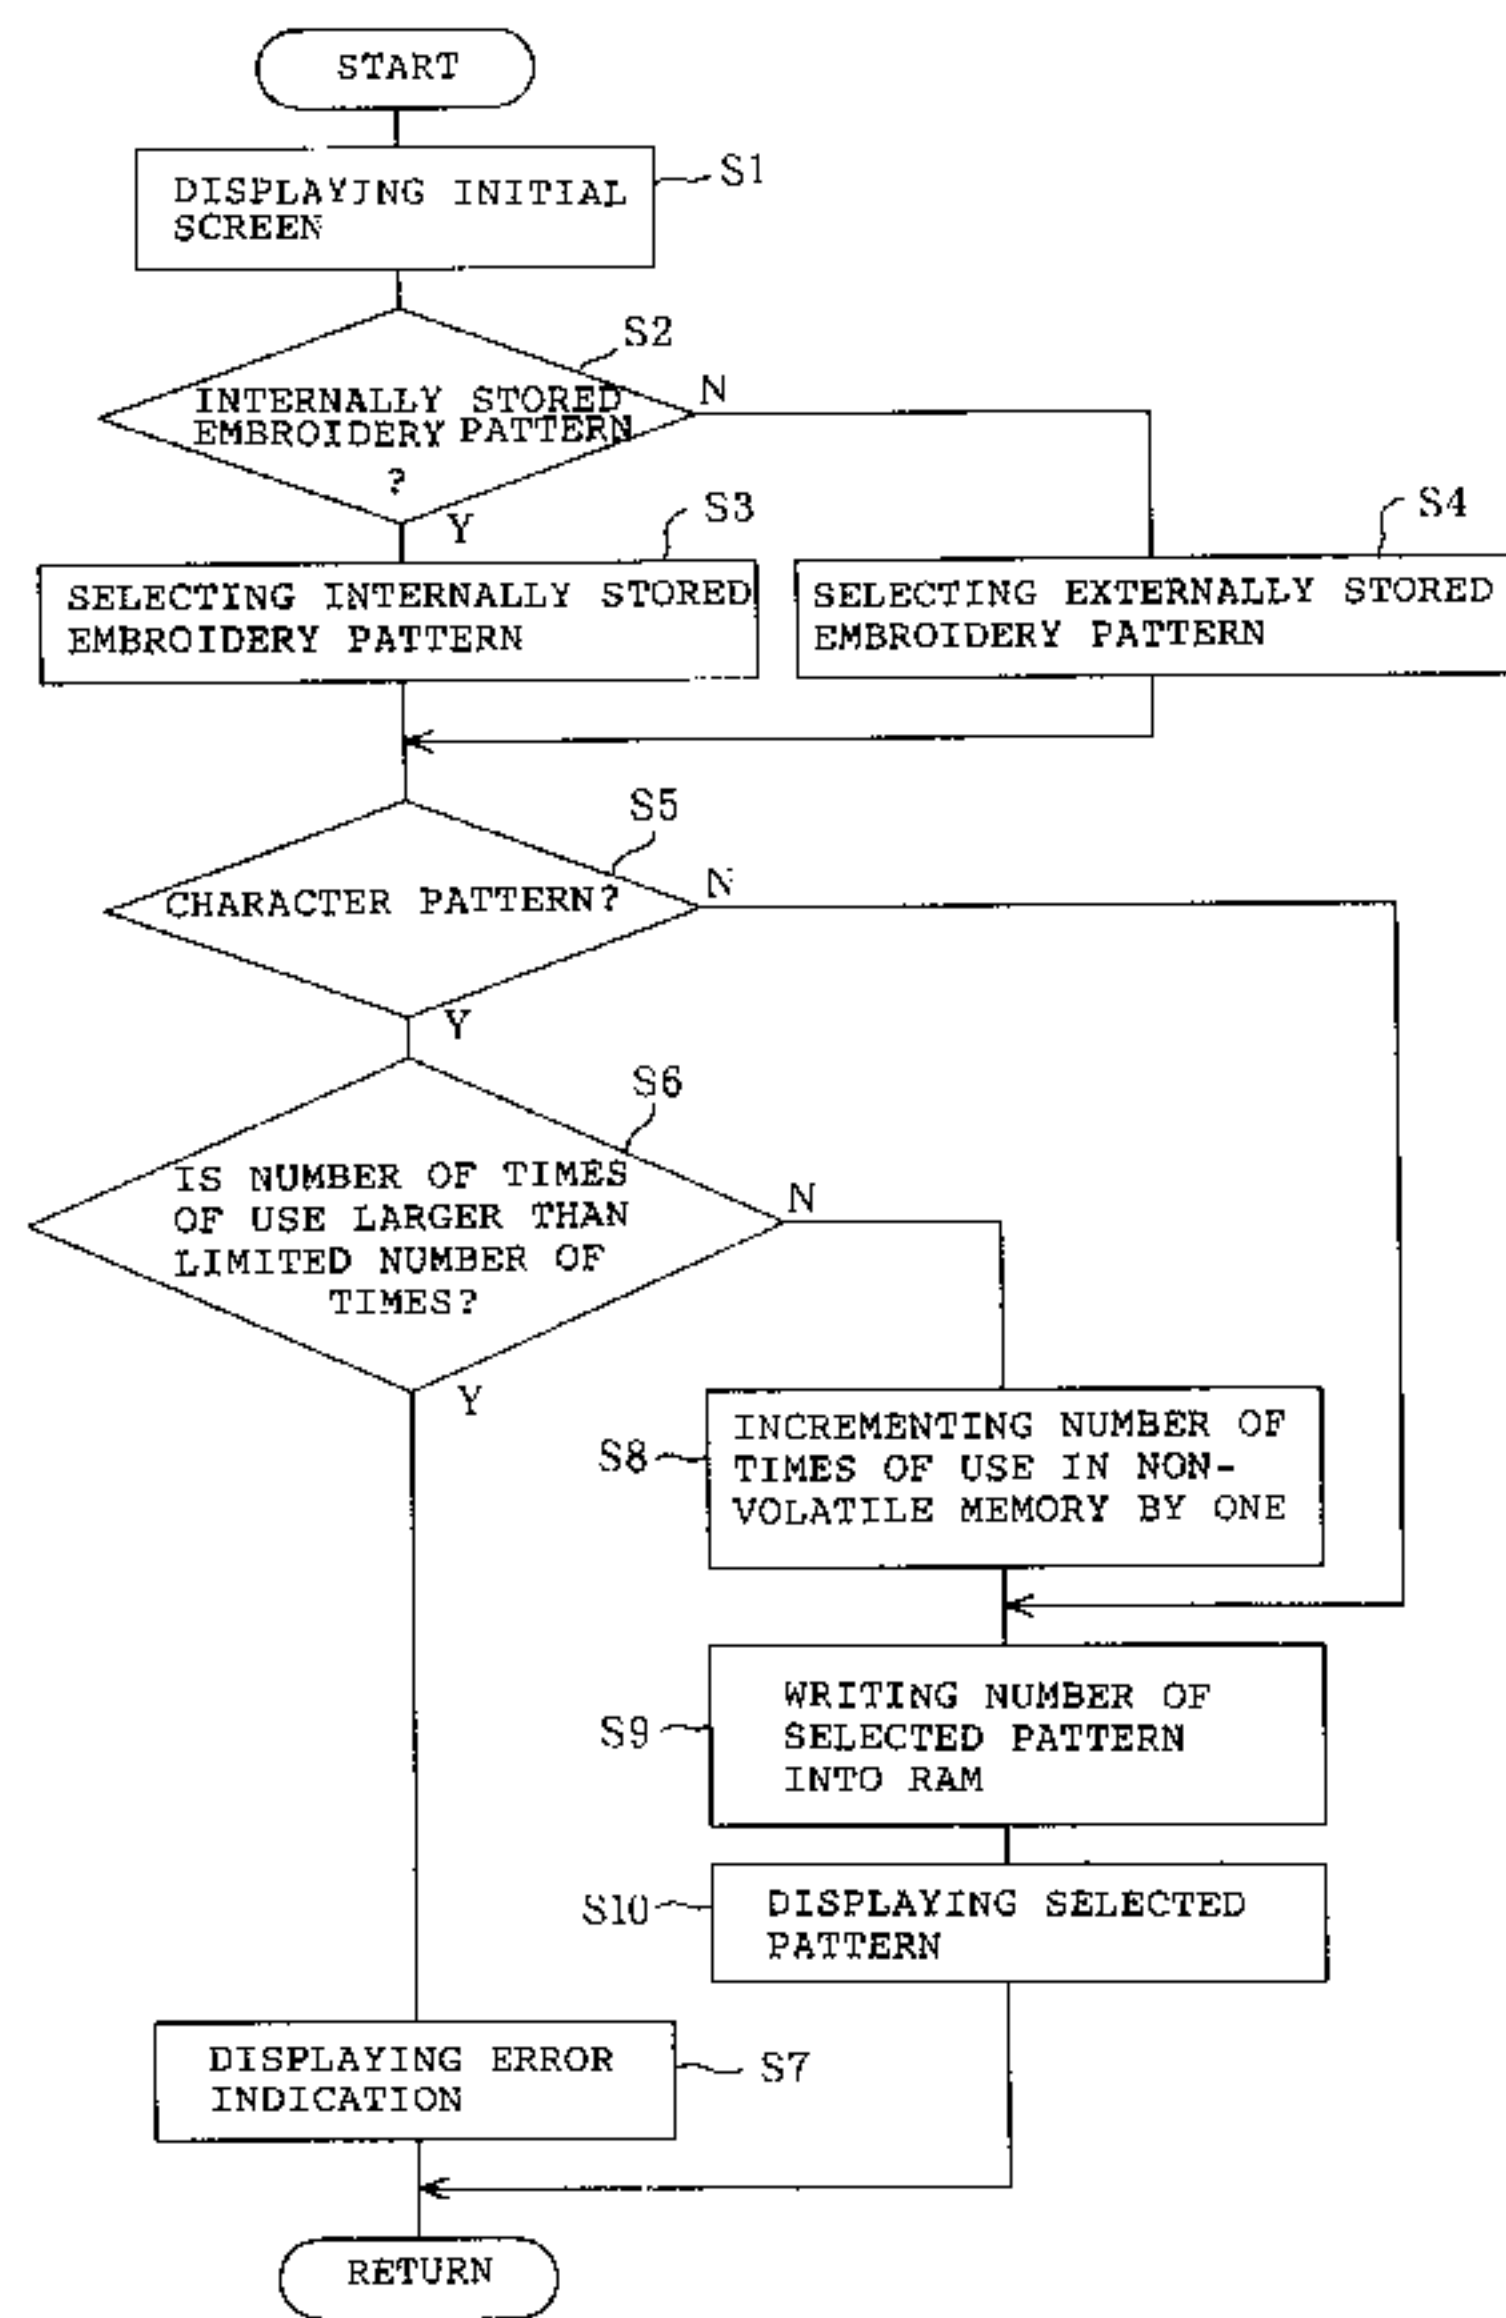 START
DISPLAYING INITIAL
SCREEN
S1
S2
INTERNALLY STORED
EMBROIDERY PATTERN
?
N
Y
S3
S4
SELECTING INTERNALLY STORED
EMBROIDERY PATTERN
SELECTING EXTERNALLY STORED
EMBROIDERY PATTERN
S5
CHARACTER PATTERN?
N
Y
S6
IS NUMBER OF TIMES
OF USE LARGER THAN
LIMITED NUMBER OF
TIMES?
N
Y
S8
INCREMENTING NUMBER OF
TIMES OF USE IN NON-
VOLATILE MEMORY BY ONE
S9
WRITING NUMBER OF
SELECTED PATTERN
INTO RAM
S10
DISPLAYING SELECTED
PATTERN
DISPLAYING ERROR
INDICATION
S7
RETURN